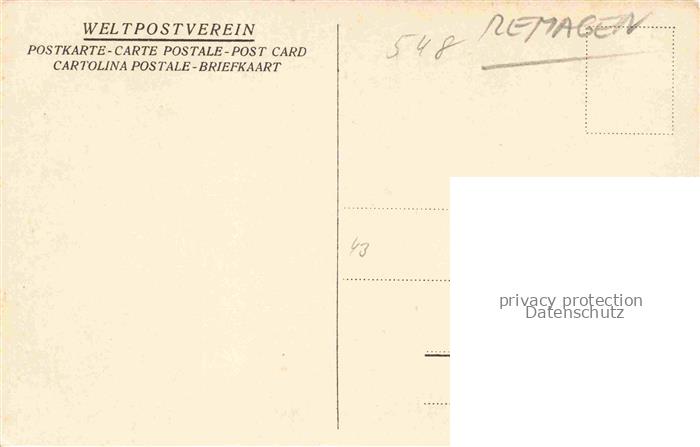 WELTPOSTVEREIN
POSTKARTE - CARTE POSTALE - POST CARD
CARTOLINA POSTALE - BRIEFKAART
548 REMAGEN
43
privacy protection
Datenschutz